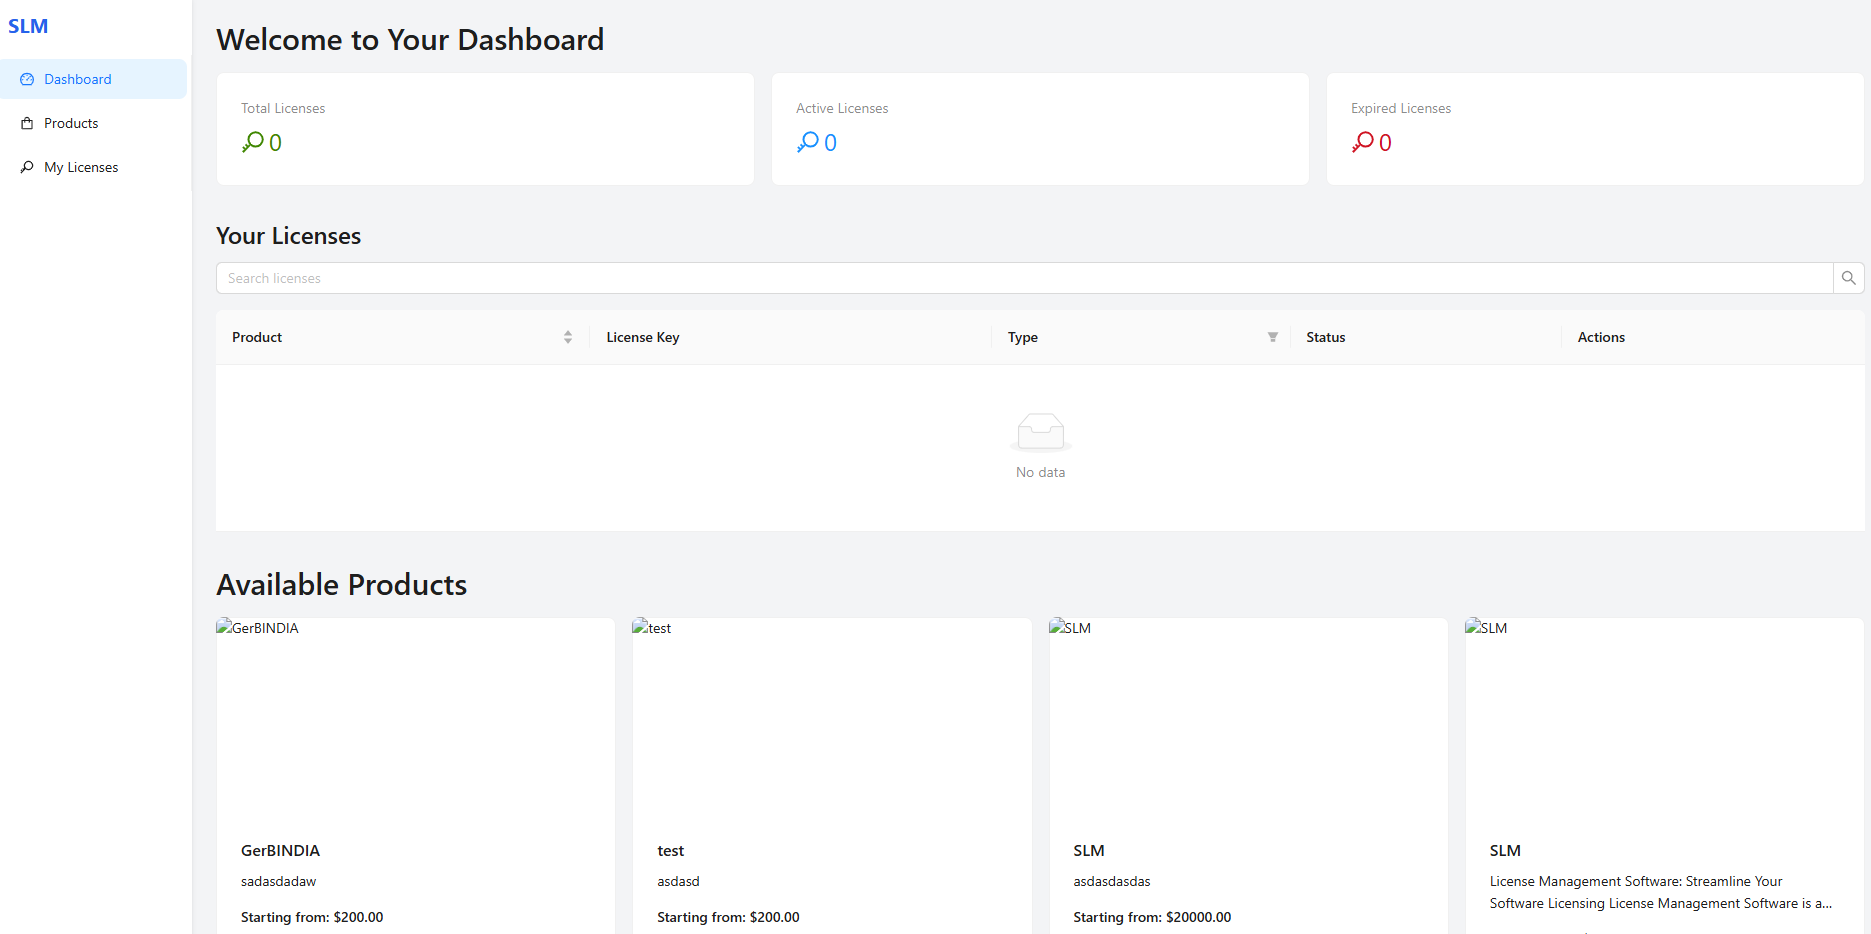 SLM
Dashboard
Products
My Licenses
Welcome to Your Dashboard
Total Licenses
0
Active Licenses
0
Expired Licenses
0
Your Licenses
Search licenses
Product
License Key
Type
Status
Actions
No data
Available Products
GerBINDIA
test
SLM
SLM
GerBINDIA
sadasdadaw
Starting from: $200.00
test
asdasd
Starting from: $200.00
SLM
asdasdasdas
Starting from: $20000.00
SLM
License Management Software: Streamline Your
Software Licensing License Management Software is a...